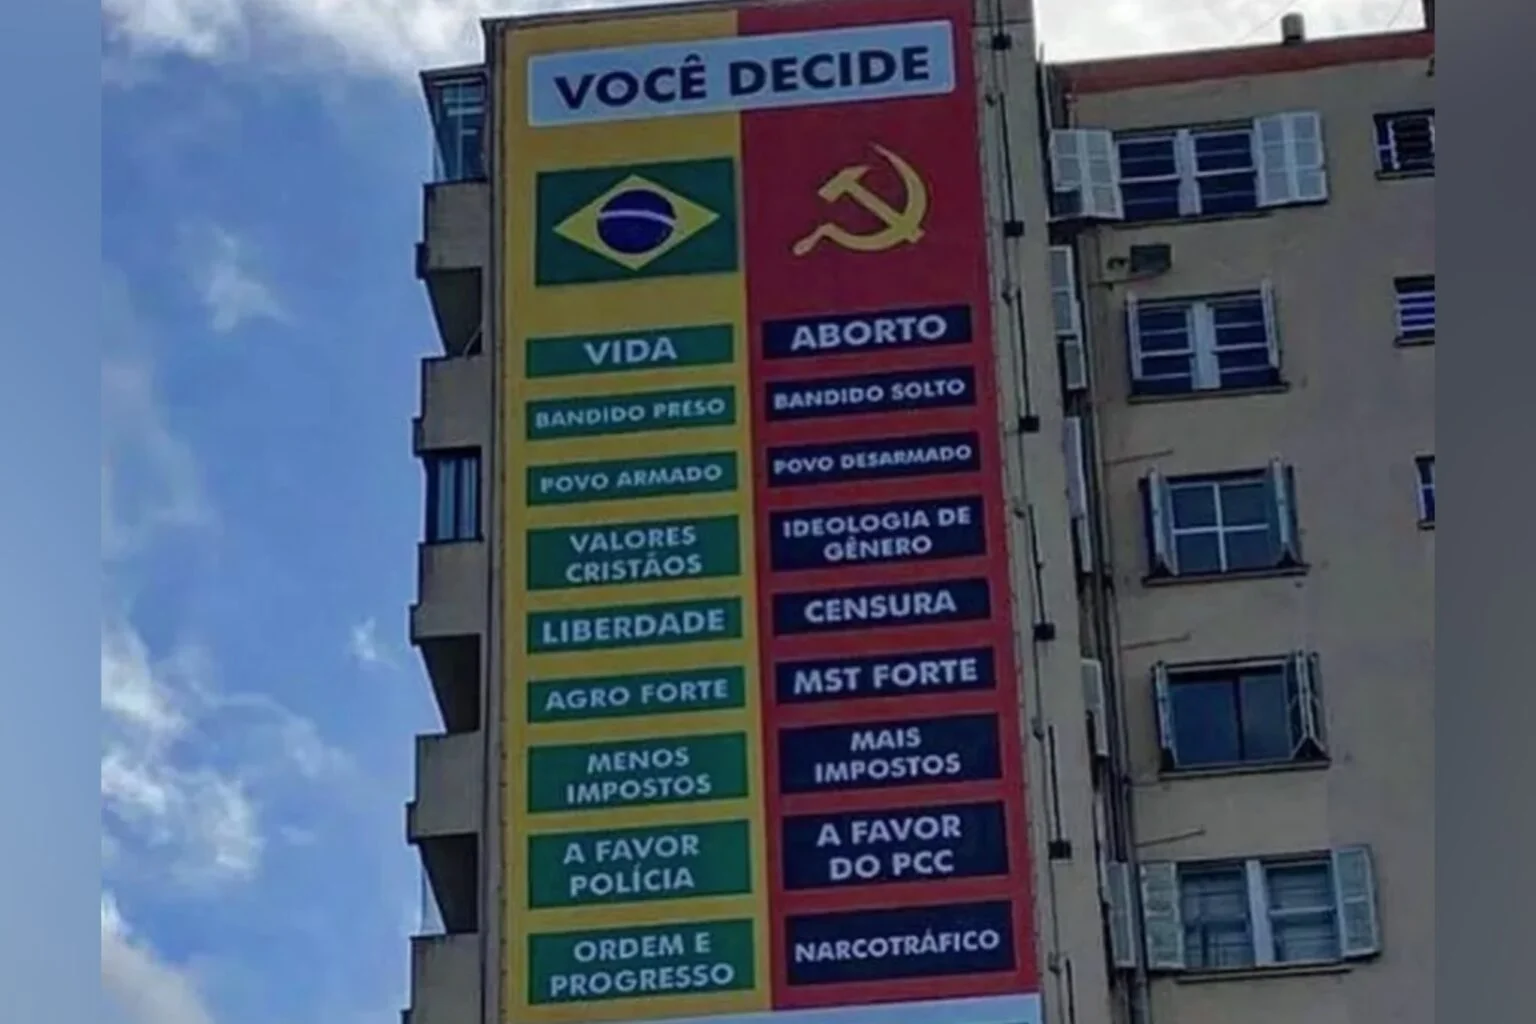 VOCÊ DECIDE
VIDA
ABORTO
BANDIDO PRESO
BANDIDO SOLTO
POVO ARMADO
POVO DESARMADO
VALORES
CRISTÃOS
IDEOLOGIA DE
GÊNERO
LIBERDADE
CENSURA
AGRO FORTE
MST FORTE
MENOS
IMPOSTOS
MAIS
IMPOSTOS
A FAVOR
POLÍCIA
A FAVOR
DO PCC
ORDEM E
PROGRESSO
NARCOTRÁFICO